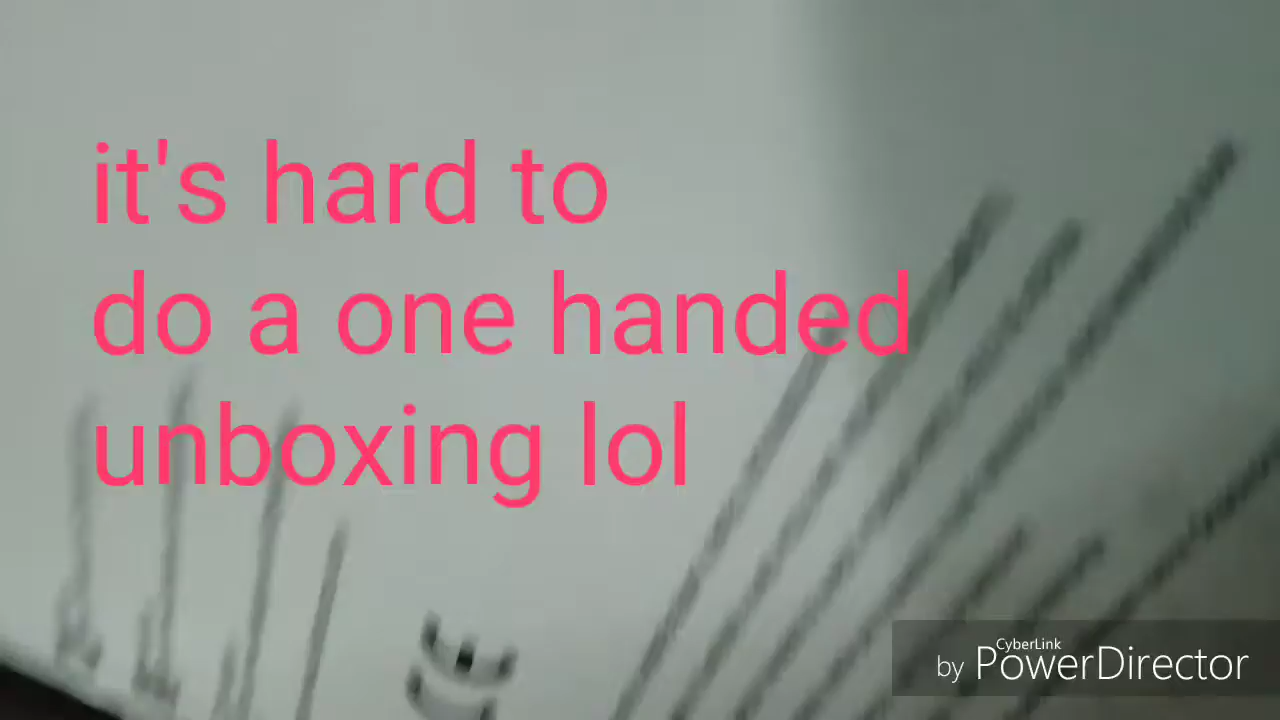 it's hard to
do a one handed
unboxing lol
CyberLink
by PowerDirector